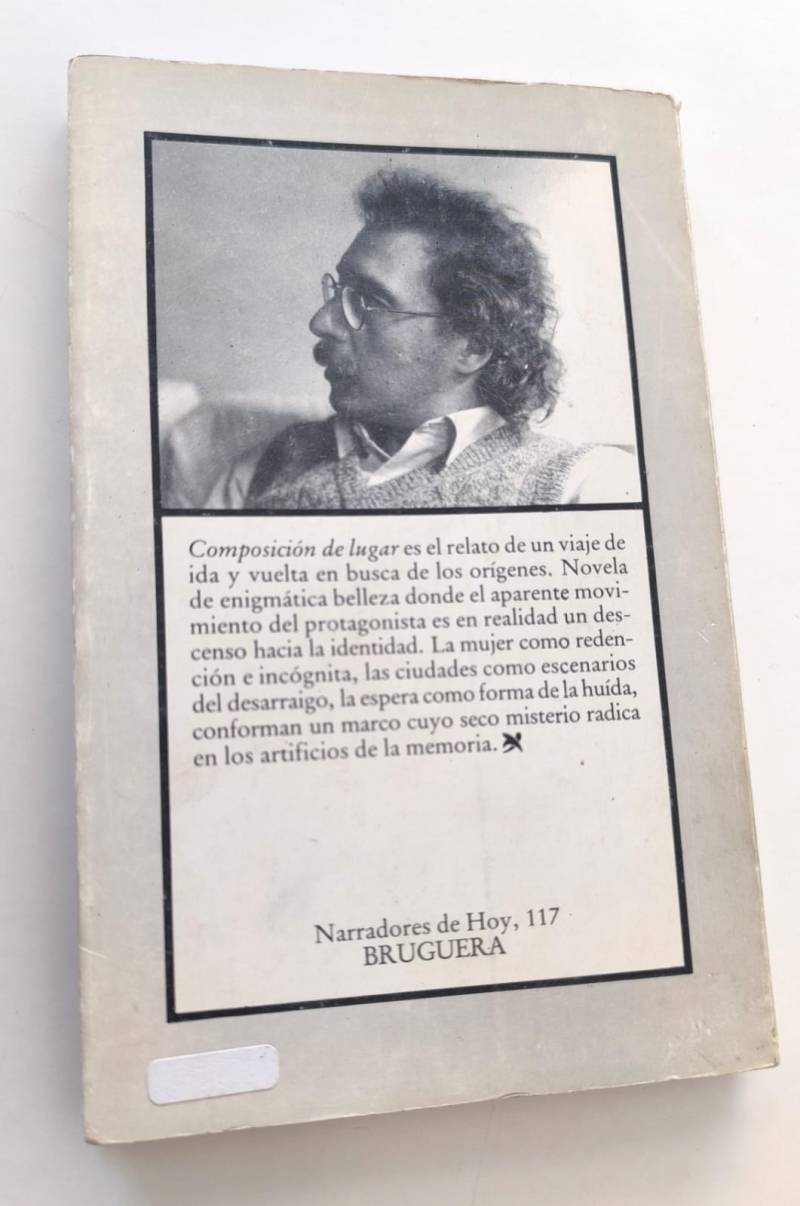 Composición de lugar es el relato de un viaje de
ida y vuelta en busca de los orígenes. Novela
de enigmática belleza donde el aparente movi-
miento del protagonista es en realidad un des-
censo hacia la identidad. La mujer como reden-
ción e incógnita, las ciudades como escenarios
del desarraigo, la espera como forma de la huída,
conforman un marco cuyo seco misterio radica
en los artificios de la memoria.
Narradores de Hoy, 117
BRUGUERA